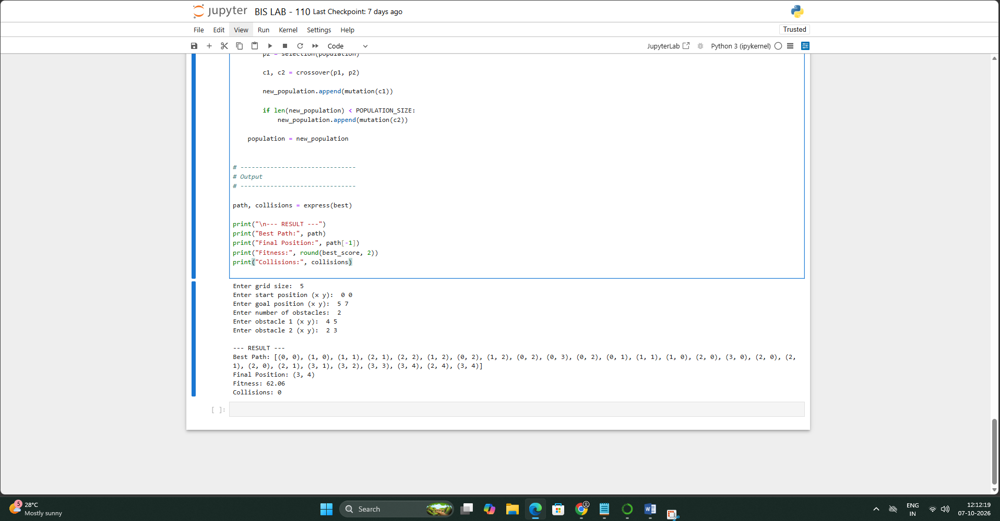 jupyter BIS LAB - 110 Last Checkpoint: 7 days ago
File Edit View Run Kernel Settings Help Trusted
Code JupyterLab Python 3 (ipykernel)
p2 = selection(population)
c1, c2 = crossover(p1, p2)
new_population.append(mutation(c1))
if len(new_population) < POPULATION_SIZE:
new_population.append(mutation(c2))
population = new_population
# -------------------------------
# Output
# -------------------------------
path, collisions = express(best)
print("\n--- RESULT ---")
print("Best Path:", path)
print("Final Position:", path[-1])
print("Fitness:", round(best_score, 2))
print("Collisions:", collisions)
Enter grid size:  5
Enter start position (x y):  0 0
Enter goal position (x y):  5 7
Enter number of obstacles:  2
Enter obstacle 1 (x y):  4 5
Enter obstacle 2 (x y):  2 3
--- RESULT ---
Best Path: [(0, 0), (1, 0), (1, 1), (2, 1), (2, 2), (1, 2), (0, 2), (1, 2), (0, 2), (0, 3), (0, 2), (0, 1), (1, 1), (1, 0), (2, 0), (3, 0), (2, 0), (2,
1), (2, 0), (2, 1), (3, 1), (3, 2), (3, 3), (3, 4), (2, 4), (3, 4)]
Final Position: (3, 4)
Fitness: 62.06
Collisions: 0
[ ]:
5 28°C
Mostly sunny
Search
ENG
IN
12:12:19
07-10-2026